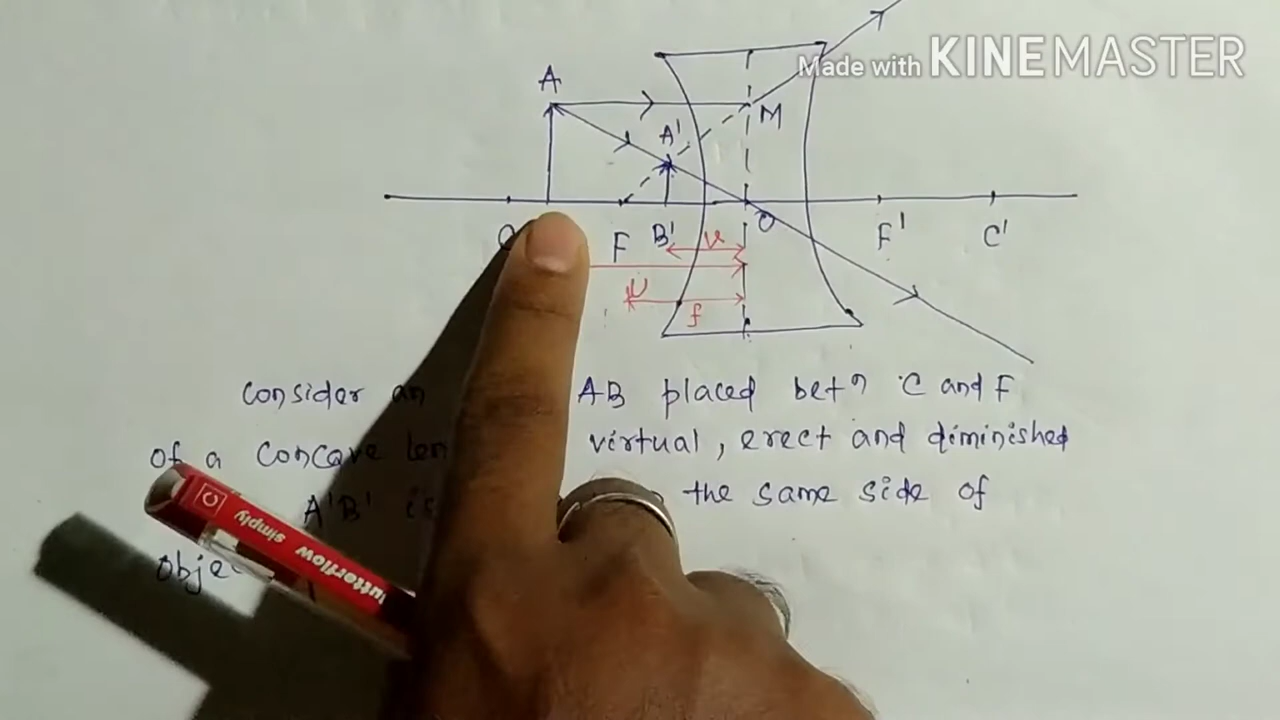 Made with KINEMASTER
A
M
A'
O
F
B'
F'
C'
v
U
f
Consider an AB placed betn C and F
of a concave len virtual, erect and diminished
A'B' is the same side of
Obje
simply Butterflow